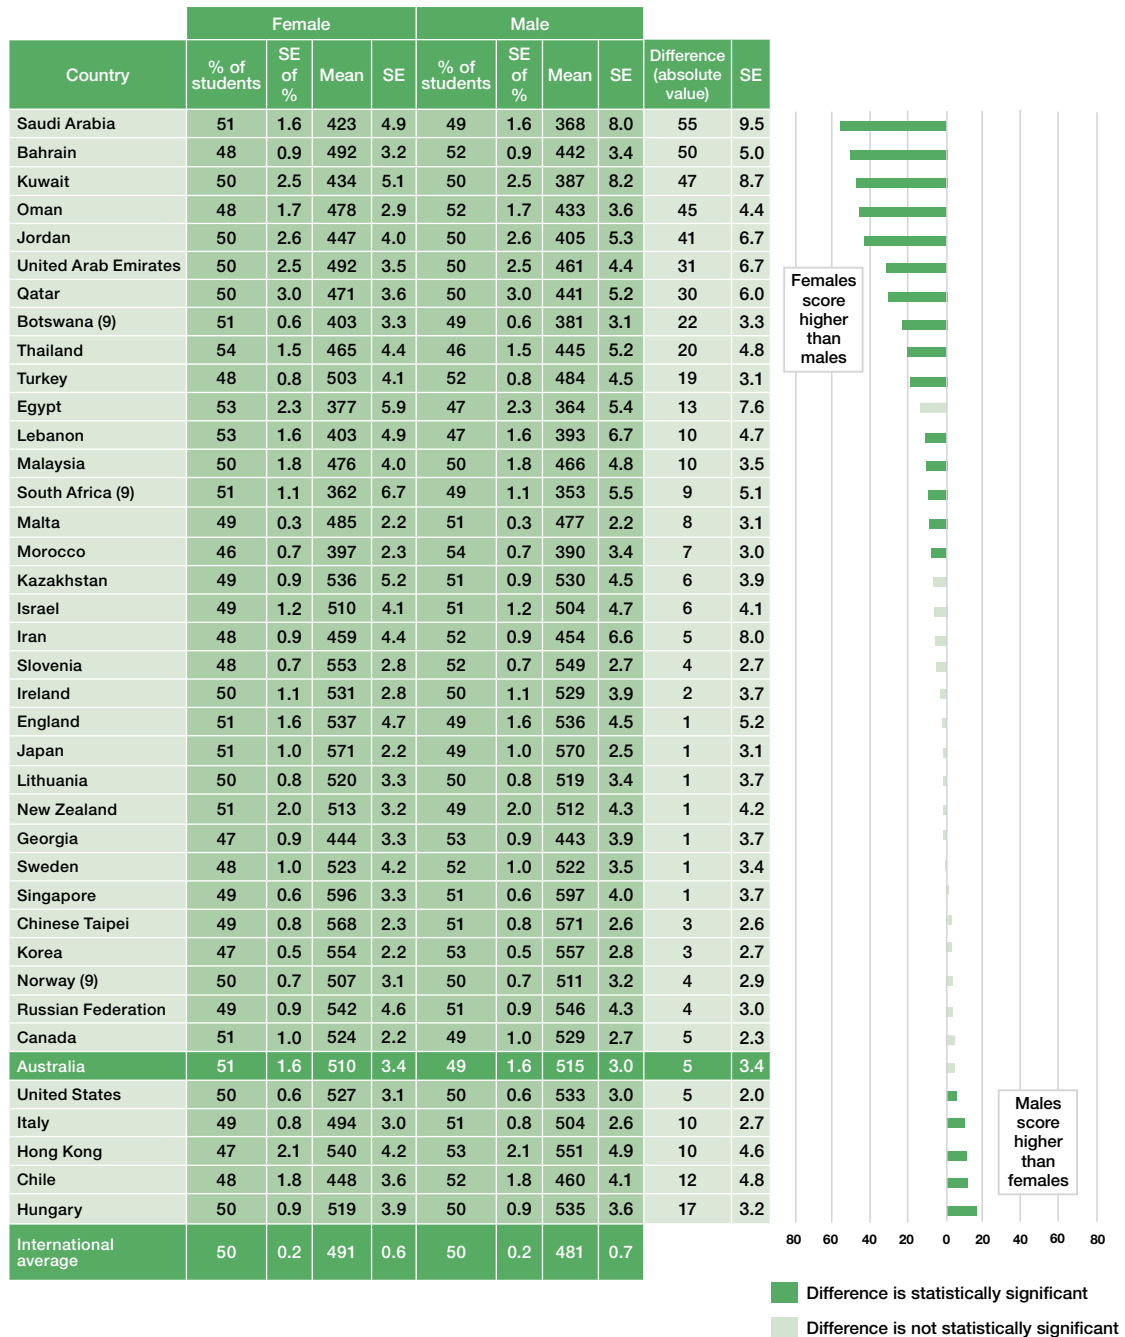 Female Male
Country % of students SE of % Mean SE % of students SE of % Mean SE Difference (absolute value) SE
Saudi Arabia 51 1.6 423 4.9 49 1.6 368 8.0 55 9.5
Bahrain 48 0.9 492 3.2 52 0.9 442 3.4 50 5.0
Kuwait 50 2.5 434 5.1 50 2.5 387 8.2 47 8.7
Oman 48 1.7 478 2.9 52 1.7 433 3.6 45 4.4
Jordan 50 2.6 447 4.0 50 2.6 405 5.3 41 6.7
United Arab Emirates 50 2.5 492 3.5 50 2.5 461 4.4 31 6.7
Qatar 50 3.0 471 3.6 50 3.0 441 5.2 30 6.0
Botswana (9) 51 0.6 403 3.3 49 0.6 381 3.1 22 3.3
Thailand 54 1.5 465 4.4 46 1.5 445 5.2 20 4.8
Turkey 48 0.8 503 4.1 52 0.8 484 4.5 19 3.1
Egypt 53 2.3 377 5.9 47 2.3 364 5.4 13 7.6
Lebanon 53 1.6 403 4.9 47 1.6 393 6.7 10 4.7
Malaysia 50 1.8 476 4.0 50 1.8 466 4.8 10 3.5
South Africa (9) 51 1.1 362 6.7 49 1.1 353 5.5 9 5.1
Malta 49 0.3 485 2.2 51 0.3 477 2.2 8 3.1
Morocco 46 0.7 397 2.3 54 0.7 390 3.4 7 3.0
Kazakhstan 49 0.9 536 5.2 51 0.9 530 4.5 6 3.9
Israel 49 1.2 510 4.1 51 1.2 504 4.7 6 4.1
Iran 48 0.9 459 4.4 52 0.9 454 6.6 5 8.0
Slovenia 48 0.7 553 2.8 52 0.7 549 2.7 4 2.7
Ireland 50 1.1 531 2.8 50 1.1 529 3.9 2 3.7
England 51 1.6 537 4.7 49 1.6 536 4.5 1 5.2
Japan 51 1.0 571 2.2 49 1.0 570 2.5 1 3.1
Lithuania 50 0.8 520 3.3 50 0.8 519 3.4 1 3.7
New Zealand 51 2.0 513 3.2 49 2.0 512 4.3 1 4.2
Georgia 47 0.9 444 3.3 53 0.9 443 3.9 1 3.7
Sweden 48 1.0 523 4.2 52 1.0 522 3.5 1 3.4
Singapore 49 0.6 596 3.3 51 0.6 597 4.0 1 3.7
Chinese Taipei 49 0.8 568 2.3 51 0.8 571 2.6 3 2.6
Korea 47 0.5 554 2.2 53 0.5 557 2.8 3 2.7
Norway (9) 50 0.7 507 3.1 50 0.7 511 3.2 4 2.9
Russian Federation 49 0.9 542 4.6 51 0.9 546 4.3 4 3.0
Canada 51 1.0 524 2.2 49 1.0 529 2.7 5 2.3
Australia 51 1.6 510 3.4 49 1.6 515 3.0 5 3.4
United States 50 0.6 527 3.1 50 0.6 533 3.0 5 2.0
Italy 49 0.8 494 3.0 51 0.8 504 2.6 10 2.7
Hong Kong 47 2.1 540 4.2 53 2.1 551 4.9 10 4.6
Chile 48 1.8 448 3.6 52 1.8 460 4.1 12 4.8
Hungary 50 0.9 519 3.9 50 0.9 535 3.6 17 3.2
International average 50 0.2 491 0.6 50 0.2 481 0.7
Females
score
higher
than
males
Males
score
higher
than
females
80 60 40 20 0 20 40 60 80
Difference is statistically significant
Difference is not statistically significant